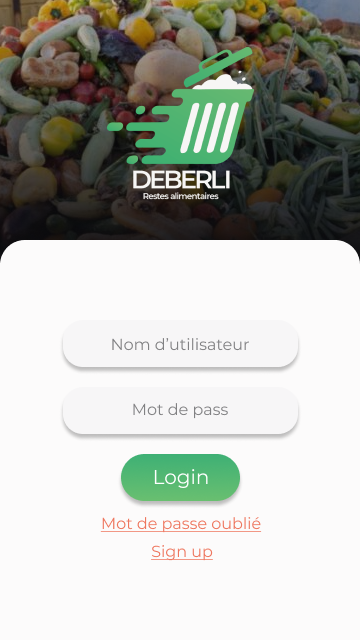 DEBERLI
Restes alimentaires
Nom d’utilisateur
Mot de pass
Login
Mot de passe oublié
Sign up